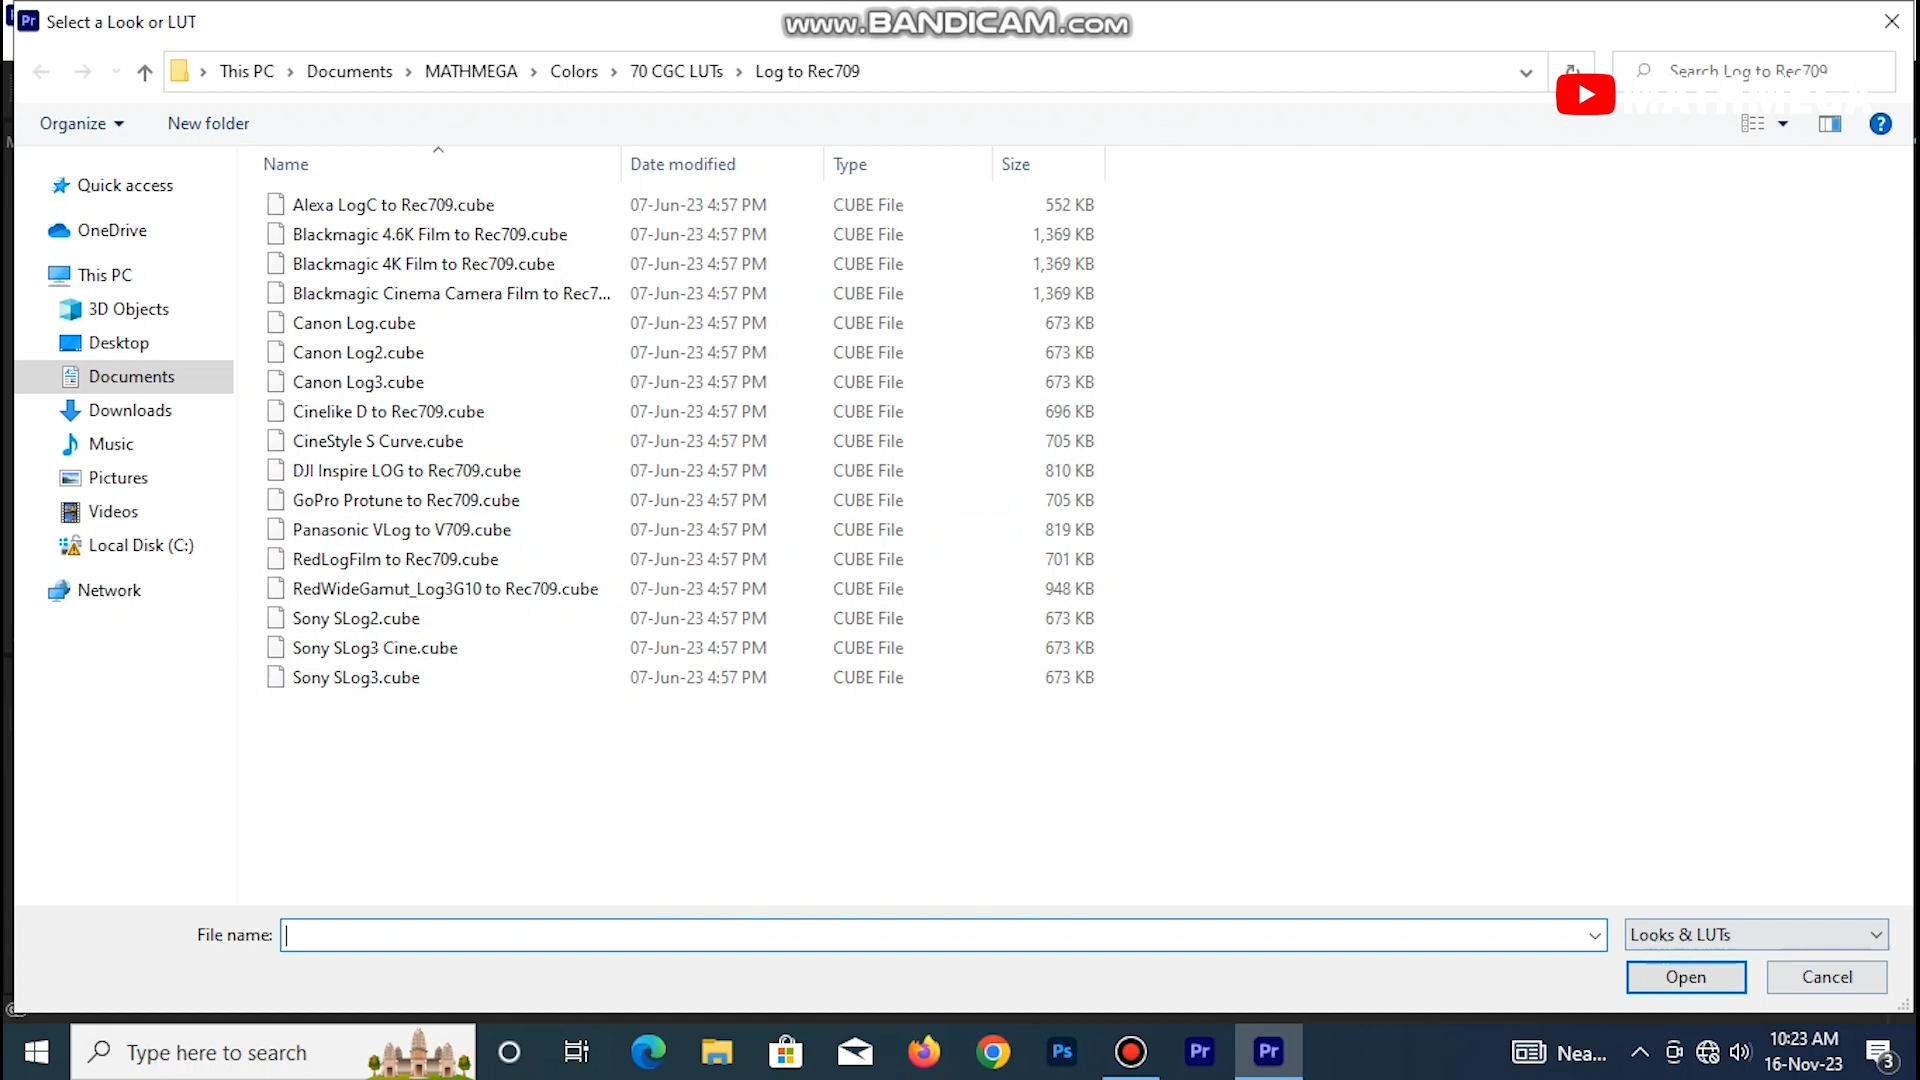 Select a Look or LUT
www.BANDICAM.com
This PC > Documents > MATHMEGA > Colors > 70 CGC LUTs > Log to Rec709
Search Log to Rec709
Organize
New folder
Name Date modified Type Size
Quick access
OneDrive
This PC
3D Objects
Desktop
Documents
Downloads
Music
Pictures
Videos
Local Disk (C:)
Network
Alexa LogC to Rec709.cube 07-Jun-23 4:57 PM CUBE File 552 KB
Blackmagic 4.6K Film to Rec709.cube 07-Jun-23 4:57 PM CUBE File 1,369 KB
Blackmagic 4K Film to Rec709.cube 07-Jun-23 4:57 PM CUBE File 1,369 KB
Blackmagic Cinema Camera Film to Rec7... 07-Jun-23 4:57 PM CUBE File 1,369 KB
Canon Log.cube 07-Jun-23 4:57 PM CUBE File 673 KB
Canon Log2.cube 07-Jun-23 4:57 PM CUBE File 673 KB
Canon Log3.cube 07-Jun-23 4:57 PM CUBE File 673 KB
Cinelike D to Rec709.cube 07-Jun-23 4:57 PM CUBE File 696 KB
CineStyle S Curve.cube 07-Jun-23 4:57 PM CUBE File 705 KB
DJI Inspire LOG to Rec709.cube 07-Jun-23 4:57 PM CUBE File 810 KB
GoPro Protune to Rec709.cube 07-Jun-23 4:57 PM CUBE File 705 KB
Panasonic VLog to V709.cube 07-Jun-23 4:57 PM CUBE File 819 KB
RedLogFilm to Rec709.cube 07-Jun-23 4:57 PM CUBE File 701 KB
RedWideGamut_Log3G10 to Rec709.cube 07-Jun-23 4:57 PM CUBE File 948 KB
Sony SLog2.cube 07-Jun-23 4:57 PM CUBE File 673 KB
Sony SLog3 Cine.cube 07-Jun-23 4:57 PM CUBE File 673 KB
Sony SLog3.cube 07-Jun-23 4:57 PM CUBE File 673 KB
File name:
Looks & LUTs
Open
Cancel
Type here to search
Ps
Pr
Pr
Nea...
10:23 AM
16-Nov-23
3